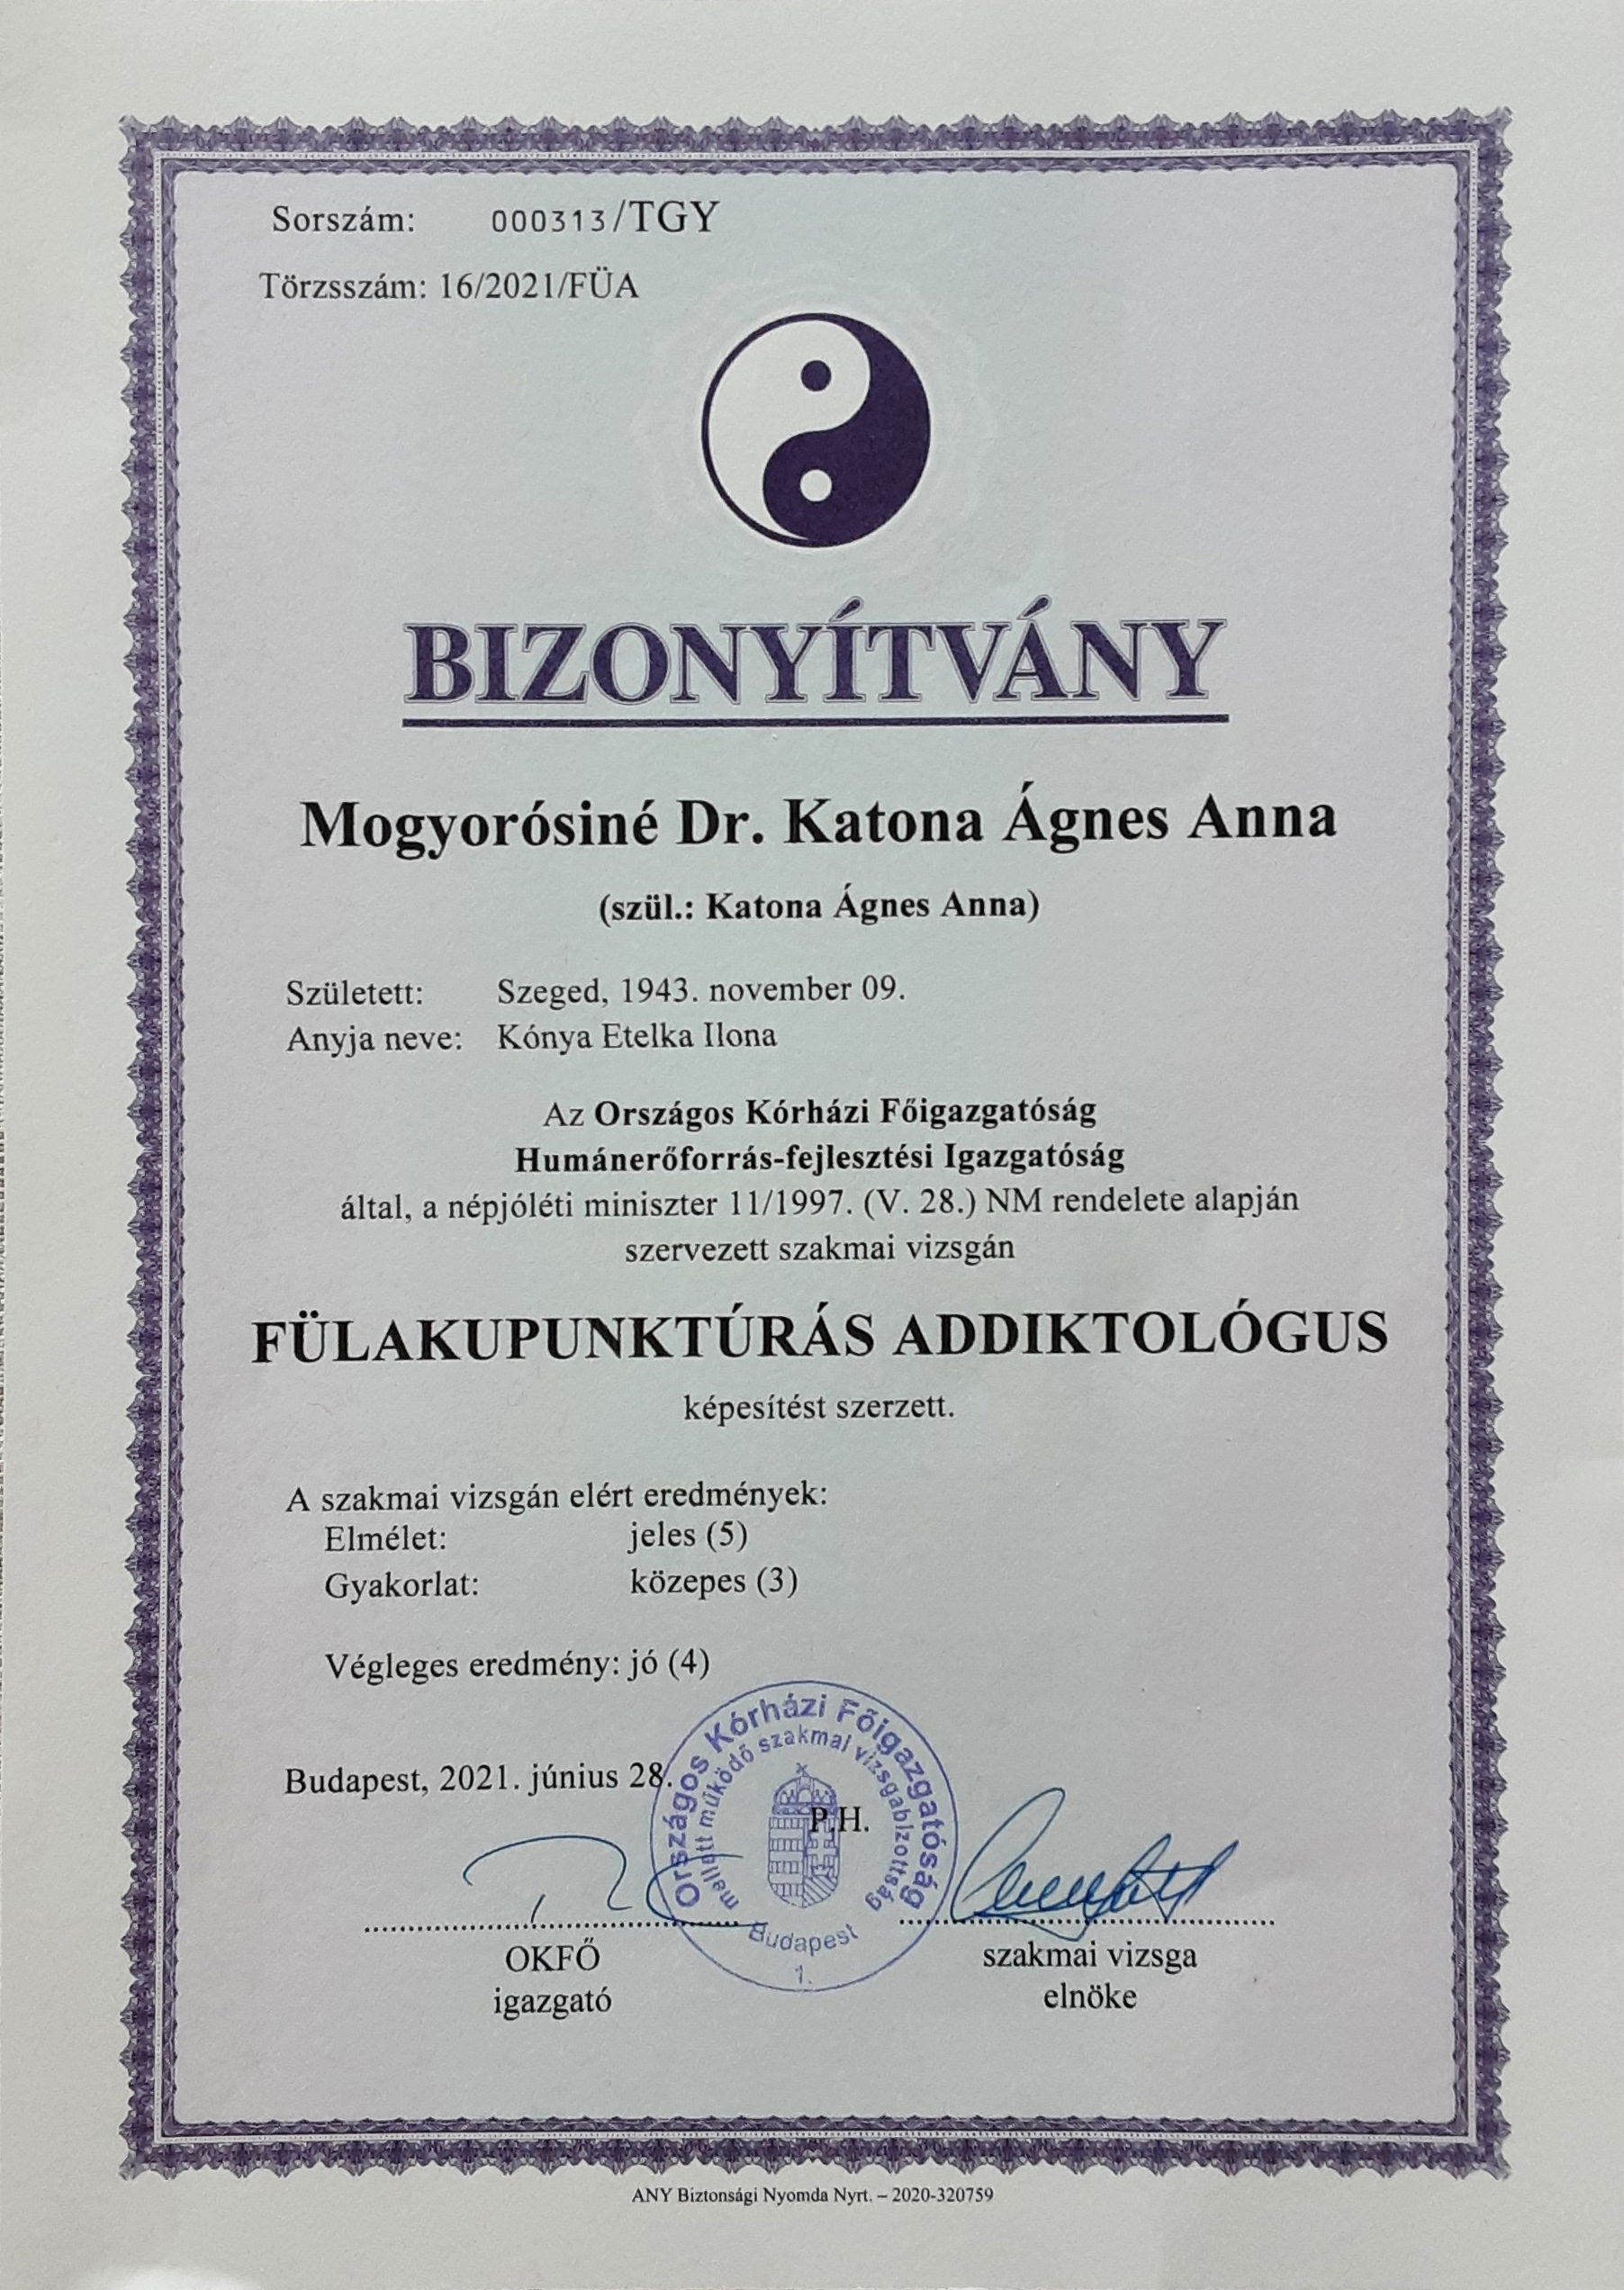 Sorszám: 000313/TGY
Törzsszám: 16/2021/FÜA
BIZONYÍTVÁNY
Mogyorósiné Dr. Katona Ágnes Anna
(szül.: Katona Ágnes Anna)
Született: Szeged, 1943. november 09.
Anyja neve: Kónya Etelka Ilona
Az Országos Kórházi Főigazgatóság
Humánerőforrás-fejlesztési Igazgatóság
által, a népjóléti miniszter 11/1997. (V. 28.) NM rendelete alapján
szervezett szakmai vizsgán
FÜLAKUPUNKTÚRÁS ADDIKTOLÓGUS
képesítést szerzett.
A szakmai vizsgán elért eredmények:
Elmélet: jeles (5)
Gyakorlat: közepes (3)
Végleges eredmény: jó (4)
Budapest, 2021. június 28.
P.H.
Országos Kórházi Főigazgatóság
mellett működő szakmai vizsgabizottság
Budapest
1.
OKFŐ
igazgató
szakmai vizsga
elnöke
ANY Biztonsági Nyomda Nyrt. – 2020-320759